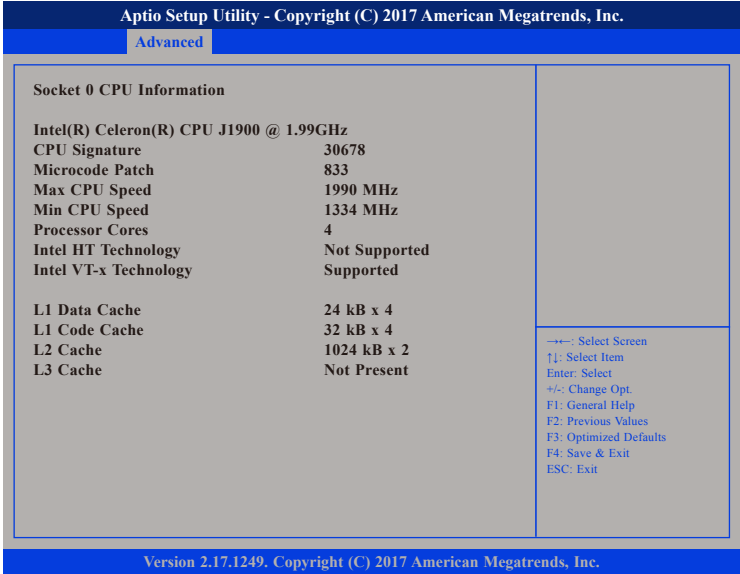 Aptio Setup Utility - Copyright (C) 2017 American Megatrends, Inc.
Advanced
Socket 0 CPU Information
Intel(R) Celeron(R) CPU J1900 @ 1.99GHz
CPU Signature 30678
Microcode Patch 833
Max CPU Speed 1990 MHz
Min CPU Speed 1334 MHz
Processor Cores 4
Intel HT Technology Not Supported
Intel VT-x Technology Supported
L1 Data Cache 24 kB x 4
L1 Code Cache 32 kB x 4
L2 Cache 1024 kB x 2
L3 Cache Not Present
→←: Select Screen
↑↓: Select Item
Enter: Select
+/-: Change Opt.
F1: General Help
F2: Previous Values
F3: Optimized Defaults
F4: Save & Exit
ESC: Exit
Version 2.17.1249. Copyright (C) 2017 American Megatrends, Inc.